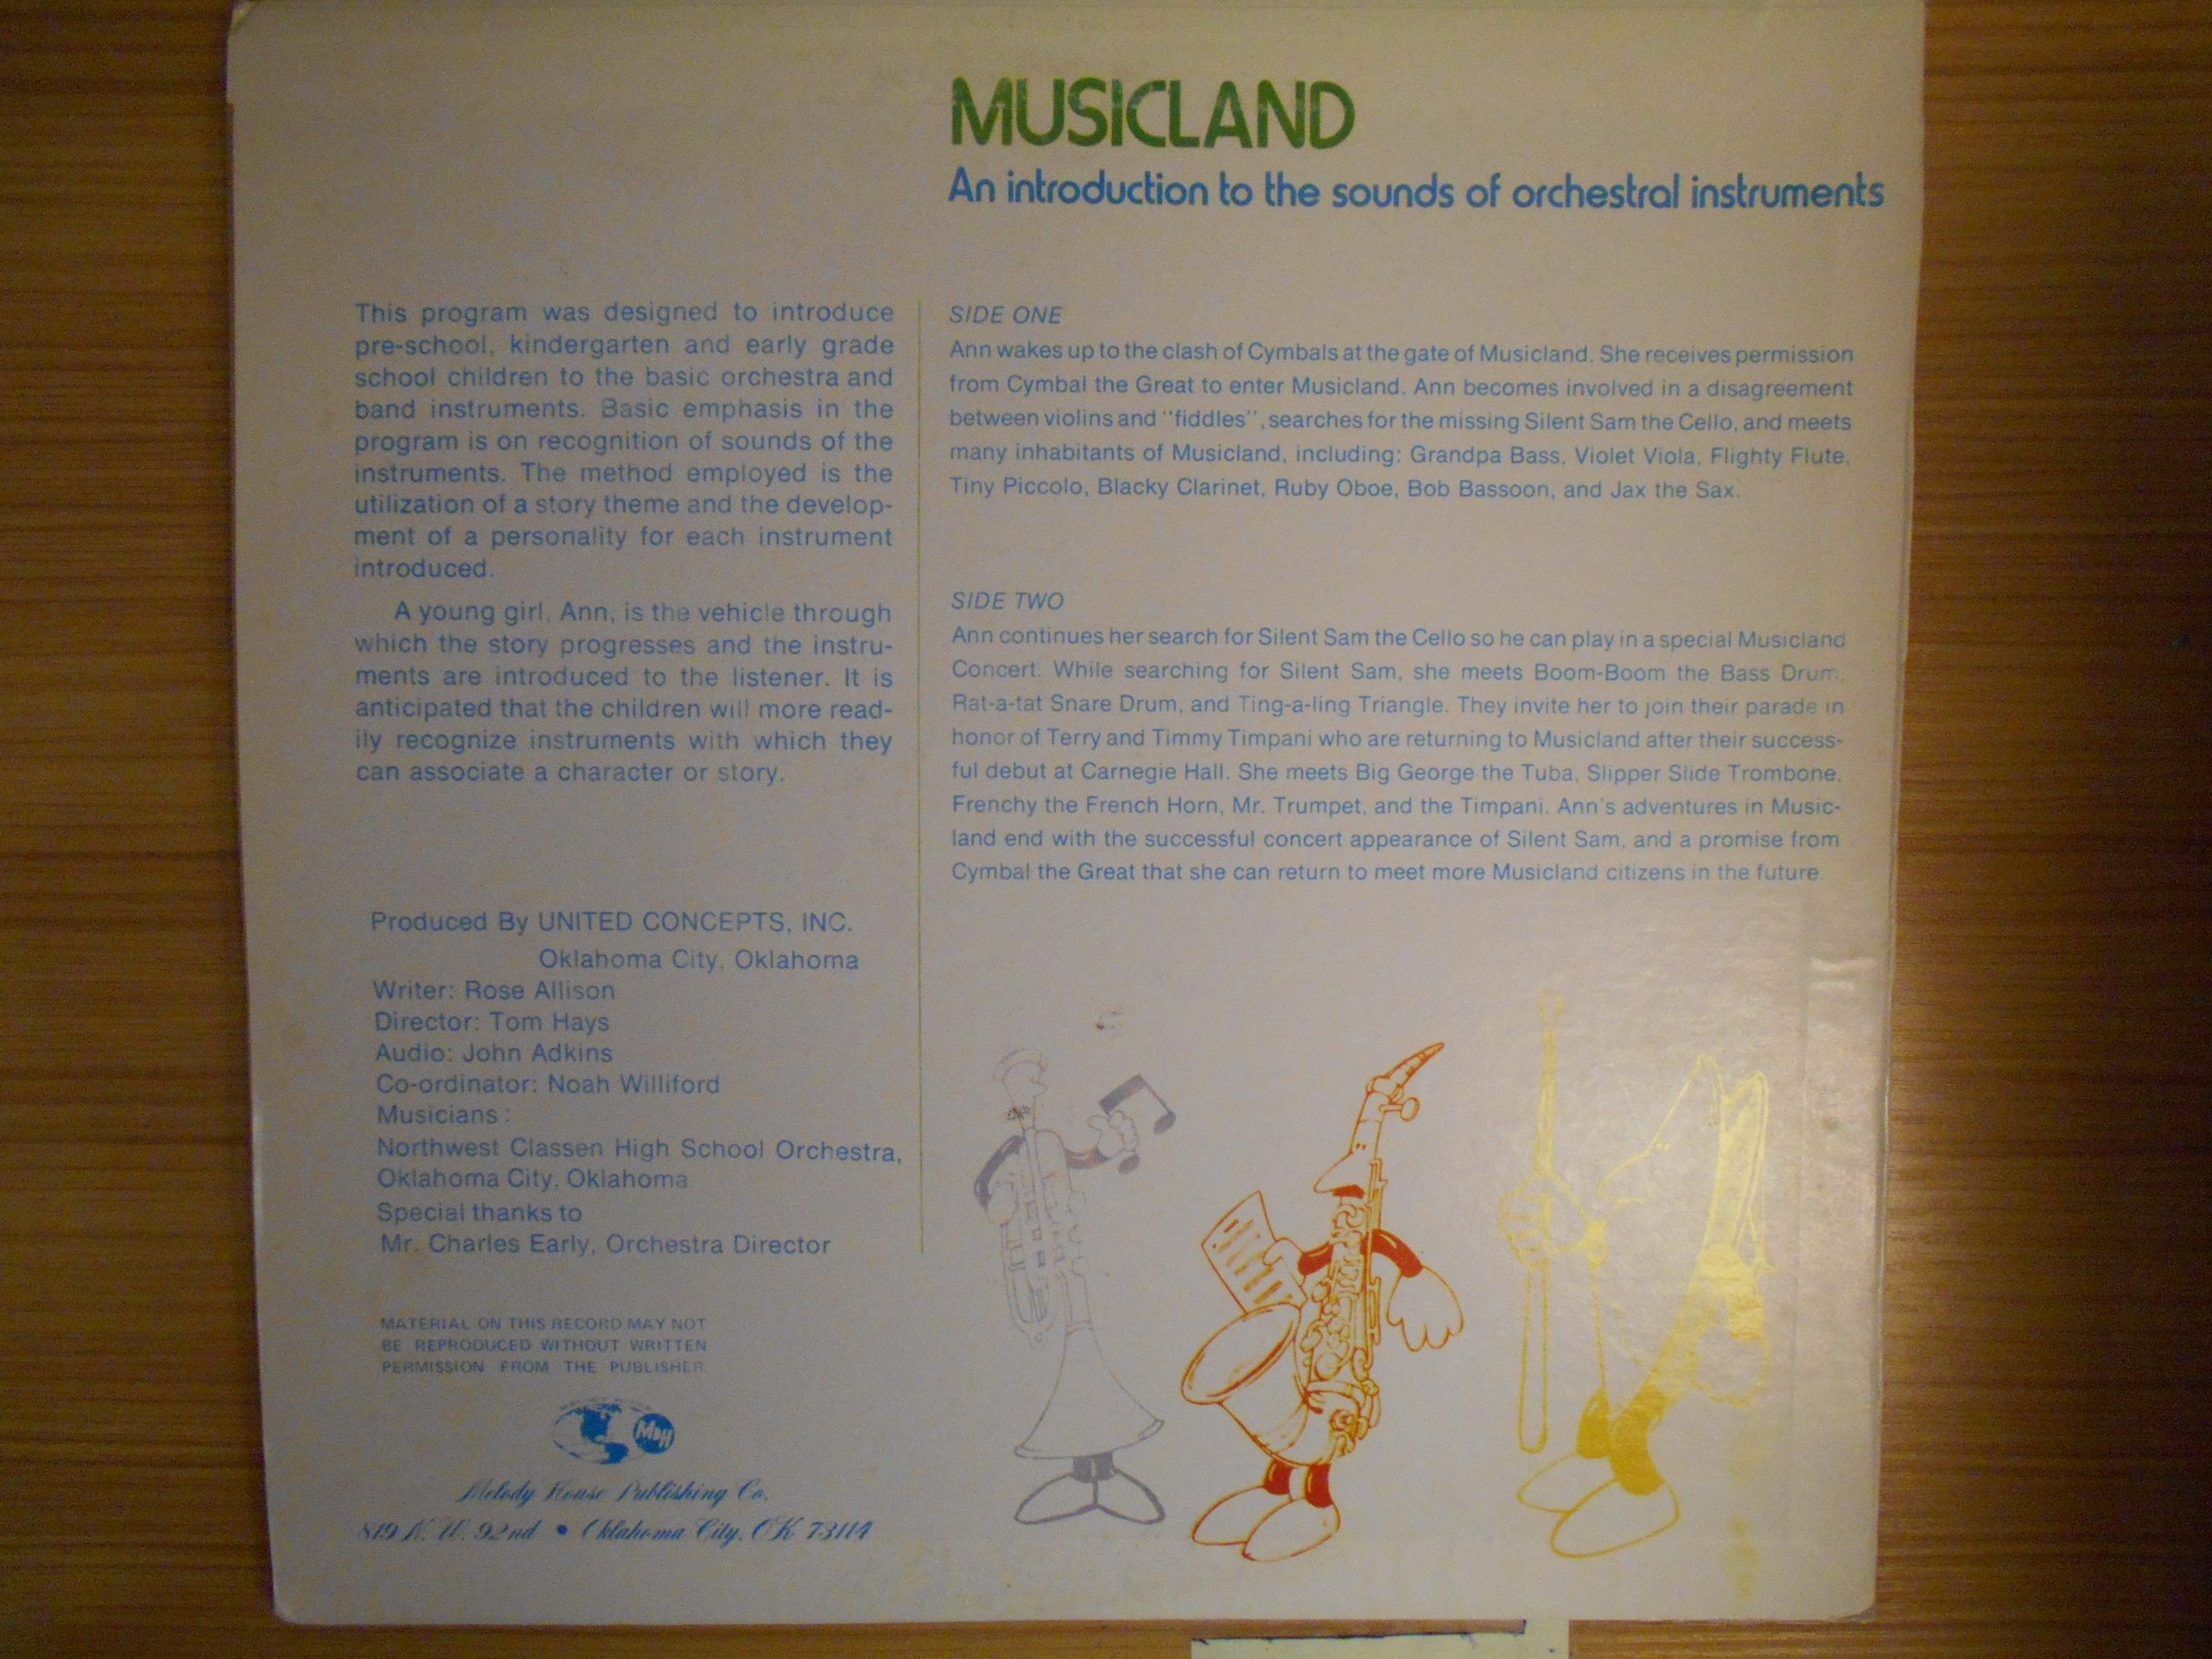 MUSICLAND
An introduction to the sounds of orchestral instruments
This program was designed to introduce
pre-school, kindergarten and early grade
school children to the basic orchestra and
band instruments. Basic emphasis in the
program is on recognition of sounds of the
instruments. The method employed is the
utilization of a story theme and the develop-
ment of a personality for each instrument
introduced.
A young girl, Ann, is the vehicle through
which the story progresses and the instru-
ments are introduced to the listener. It is
anticipated that the children will more read-
ily recognize instruments with which they
can associate a character or story.
Produced By UNITED CONCEPTS, INC.
Oklahoma City, Oklahoma
Writer: Rose Allison
Director: Tom Hays
Audio: John Adkins
Co-ordinator: Noah Williford
Musicians:
Northwest Classen High School Orchestra,
Oklahoma City, Oklahoma
Special thanks to
Mr. Charles Early, Orchestra Director
MATERIAL ON THIS RECORD MAY NOT
BE REPRODUCED WITHOUT WRITTEN
PERMISSION FROM THE PUBLISHER.
MDH
Melody House Publishing Co.
819 N. W. 92nd • Oklahoma City, OK 73114
SIDE ONE
Ann wakes up to the clash of Cymbals at the gate of Musicland. She receives permission
from Cymbal the Great to enter Musicland. Ann becomes involved in a disagreement
between violins and "fiddles", searches for the missing Silent Sam the Cello, and meets
many inhabitants of Musicland, including: Grandpa Bass, Violet Viola, Flighty Flute,
Tiny Piccolo, Blacky Clarinet, Ruby Oboe, Bob Bassoon, and Jax the Sax.
SIDE TWO
Ann continues her search for Silent Sam the Cello so he can play in a special Musicland
Concert. While searching for Silent Sam, she meets Boom-Boom the Bass Drum,
Rat-a-tat Snare Drum, and Ting-a-ling Triangle. They invite her to join their parade in
honor of Terry and Timmy Timpani who are returning to Musicland after their success-
ful debut at Carnegie Hall. She meets Big George the Tuba, Slipper Slide Trombone,
Frenchy the French Horn, Mr. Trumpet, and the Timpani. Ann's adventures in Music-
land end with the successful concert appearance of Silent Sam, and a promise from
Cymbal the Great that she can return to meet more Musicland citizens in the future.